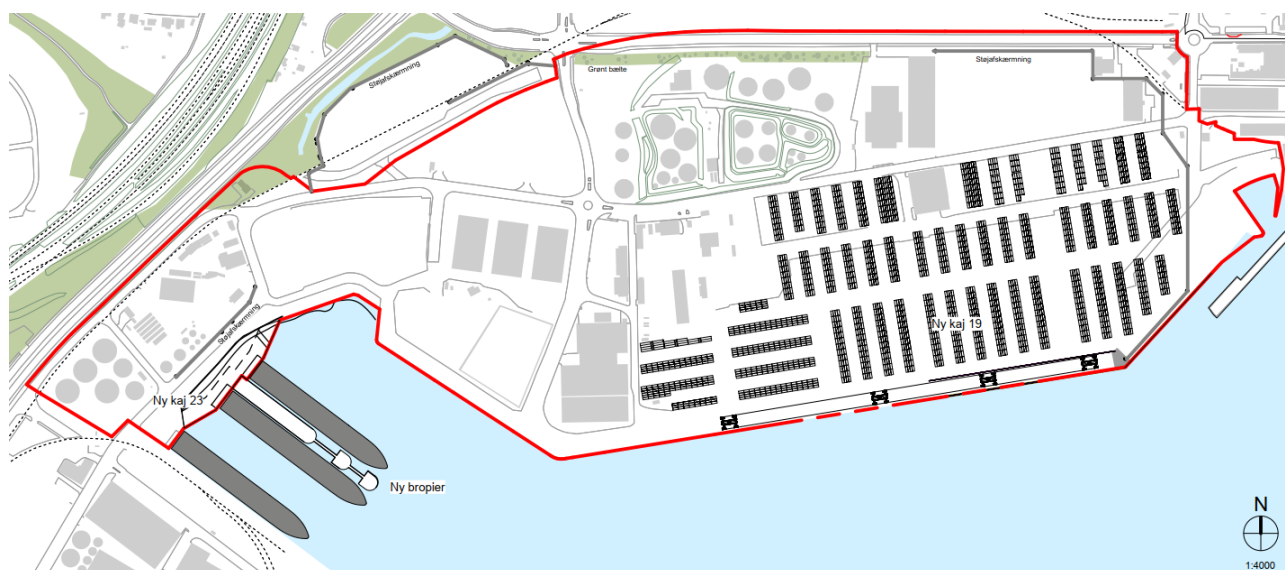 Støjafskærmning
Grønt bælte
Støjafskærmning
Støjafskærmning
Ny kaj 19
Ny kaj 23
Ny bropier
N
1:4000